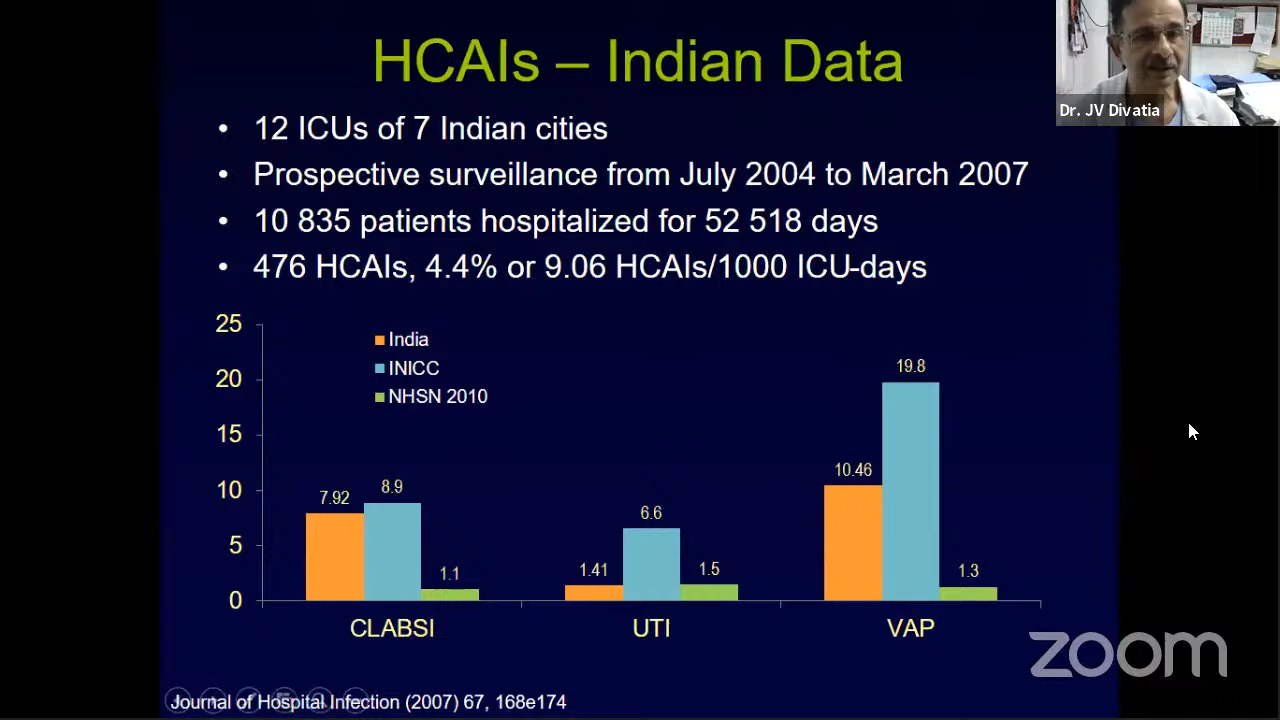 HCAIs – Indian Data
Dr. JV Divatia
• 12 ICUs of 7 Indian cities
• Prospective surveillance from July 2004 to March 2007
• 10 835 patients hospitalized for 52 518 days
• 476 HCAIs, 4.4% or 9.06 HCAIs/1000 ICU-days
25
20
15
10
5
0
India
INICC
NHSN 2010
7.92
8.9
1.1
1.41
6.6
1.5
10.46
19.8
1.3
CLABSI
UTI
VAP
zoom
Journal of Hospital Infection (2007) 67, 168e174